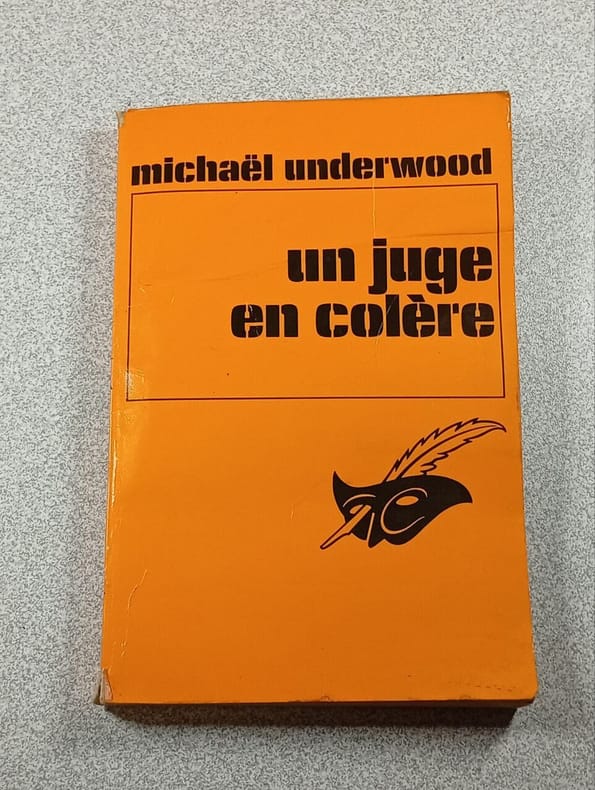 michaël underwood
un juge
en colère